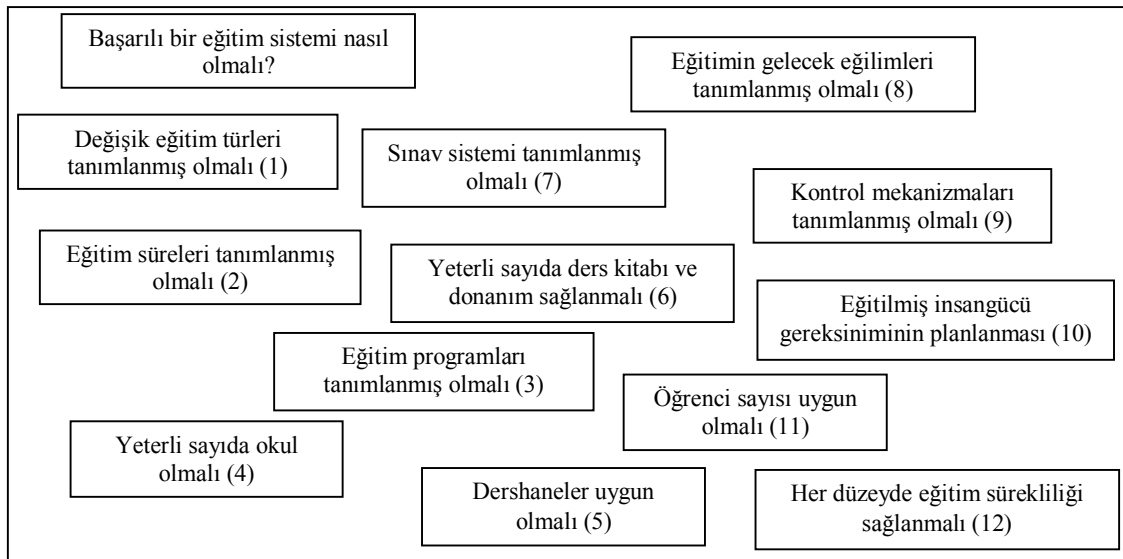 Başarılı bir eğitim sistemi nasıl
olmalı?
Eğitimin gelecek eğilimleri
tanımlanmış olmalı (8)
Değişik eğitim türleri
tanımlanmış olmalı (1)
Sınav sistemi tanımlanmış
olmalı (7)
Kontrol mekanizmaları
tanımlanmış olmalı (9)
Eğitim süreleri tanımlanmış
olmalı (2)
Yeterli sayıda ders kitabı ve
donanım sağlanmalı (6)
Eğitilmiş insangücü
gereksiniminin planlanması (10)
Eğitim programları
tanımlanmış olmalı (3)
Öğrenci sayısı uygun
olmalı (11)
Yeterli sayıda okul
olmalı (4)
Dershaneler uygun
olmalı (5)
Her düzeyde eğitim sürekliliği
sağlanmalı (12)